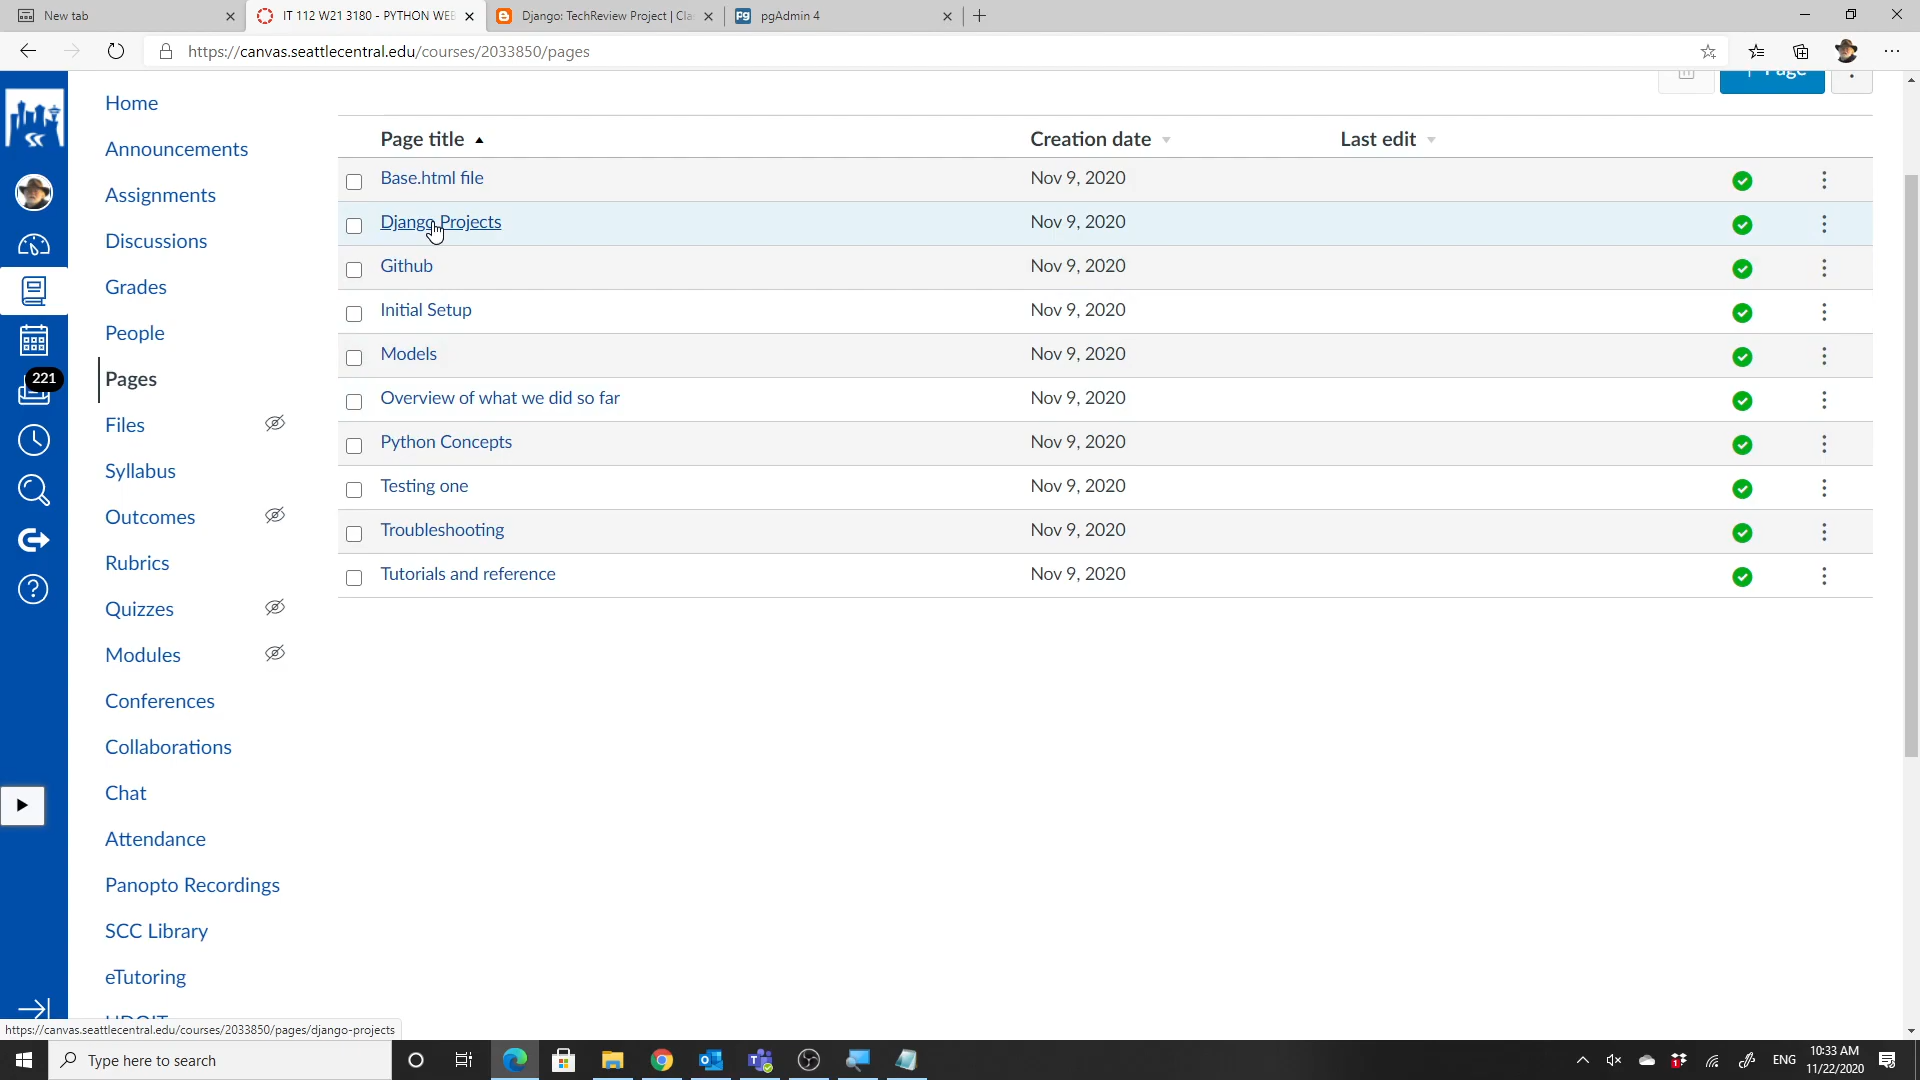 New tab
IT 112 W21 3180 - PYTHON WEE
Django: TechReview Project | Cla
pgAdmin 4
https://canvas.seattlecentral.edu/courses/2033850/pages
+ Page
Home
Announcements
Assignments
Discussions
Grades
People
Pages
Files
Syllabus
Outcomes
Rubrics
Quizzes
Modules
Conferences
Collaborations
Chat
Attendance
Panopto Recordings
SCC Library
eTutoring
221
Page title Creation date Last edit
Base.html file Nov 9, 2020
Django Projects Nov 9, 2020
Github Nov 9, 2020
Initial Setup Nov 9, 2020
Models Nov 9, 2020
Overview of what we did so far Nov 9, 2020
Python Concepts Nov 9, 2020
Testing one Nov 9, 2020
Troubleshooting Nov 9, 2020
Tutorials and reference Nov 9, 2020
https://canvas.seattlecentral.edu/courses/2033850/pages/django-projects
Type here to search
ENG
10:33 AM
11/22/2020